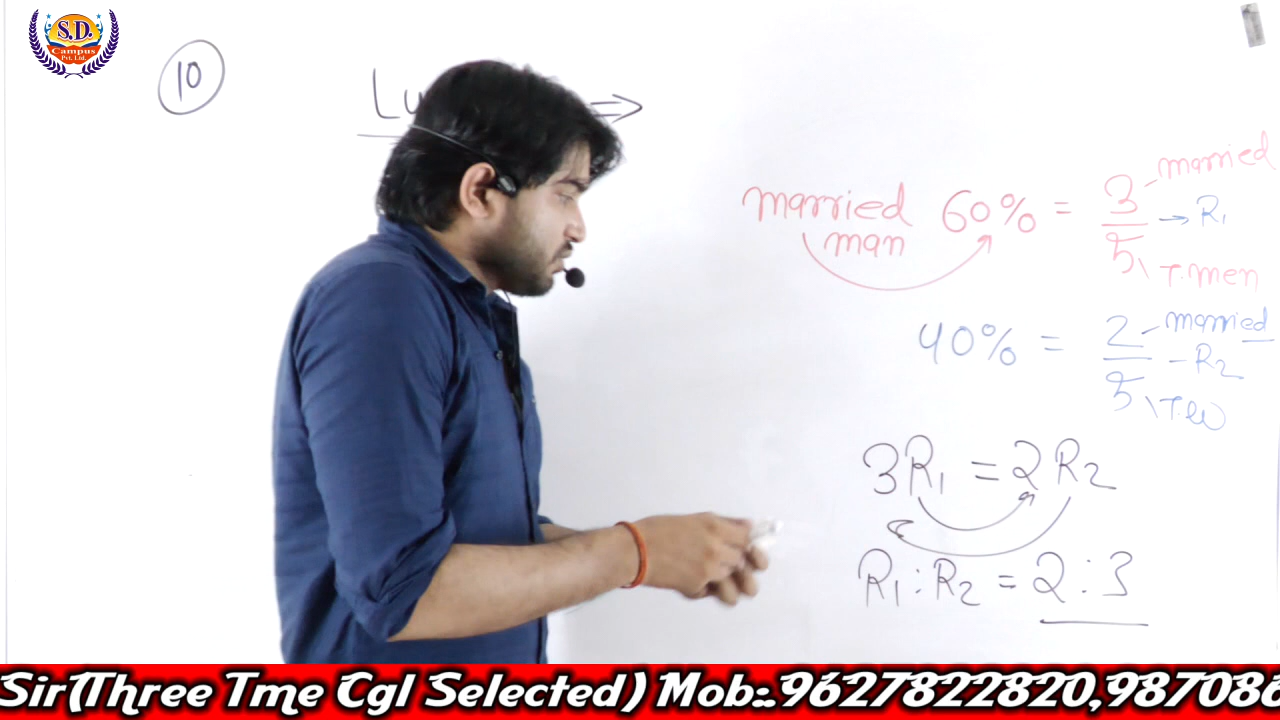 S.D.
Campus
Pvt. Ltd.
10
married
married 60% = 3/5 → R₁
man
T.men
40% = 2/5 - R₂
married
T.W
3R₁ = 2R₂
R₁:R₂ = 2:3
Sir(Three Tme Cgl Selected) Mob:.9627822820,987086